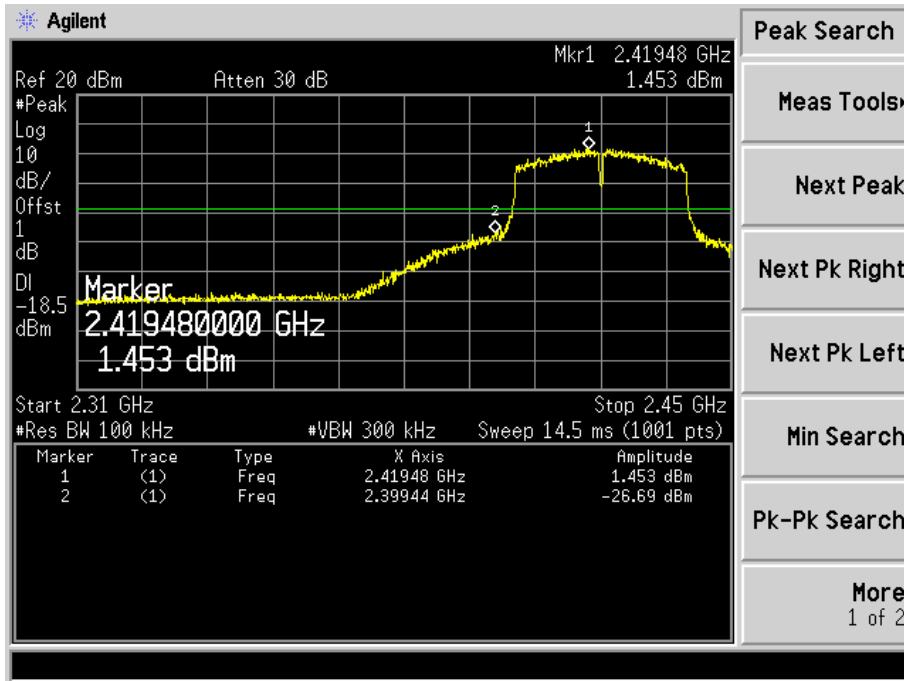 Agilent
Peak Search
Mkr1 2.41948 GHz
Ref 20 dBm Atten 30 dB 1.453 dBm
#Peak
Log
10
dB/
Offst
1
dB
DI
-18.5
dBm
1
2
Marker
2.419480000 GHz
1.453 dBm
Start 2.31 GHz Stop 2.45 GHz
#Res BW 100 kHz #VBW 300 kHz Sweep 14.5 ms (1001 pts)
Marker Trace Type X Axis Amplitude
1 (1) Freq 2.41948 GHz 1.453 dBm
2 (1) Freq 2.39944 GHz -26.69 dBm
Meas Tools
Next Peak
Next Pk Right
Next Pk Left
Min Search
Pk-Pk Search
More
1 of 2